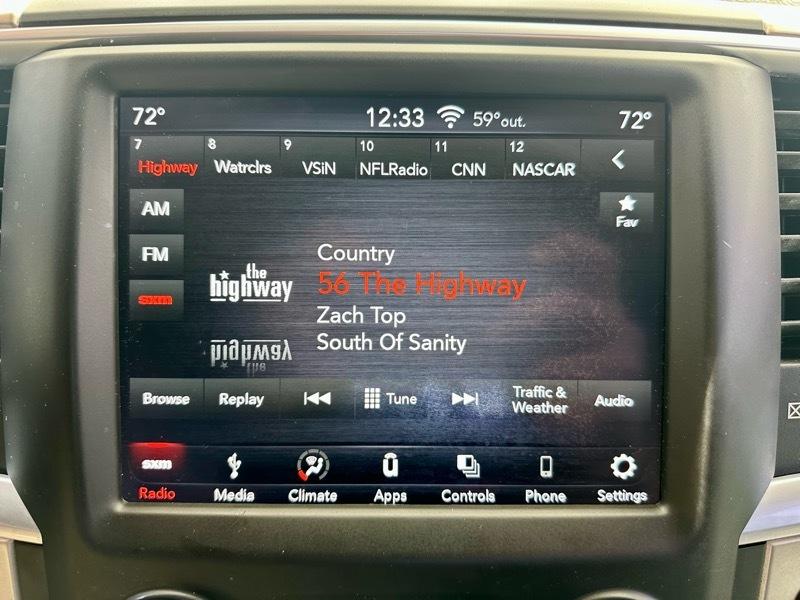 72° 12:33 59°out. 72°
7 8 9 10 11 12
Highway Watrclrs VSiN NFLRadio CNN NASCAR
AM
Fav
FM
sxm
Country
the highway
56 The Highway
Zach Top
South Of Sanity
Browse Replay Tune Traffic & Weather Audio
sxm
Radio Media Climate Apps Controls Phone Settings